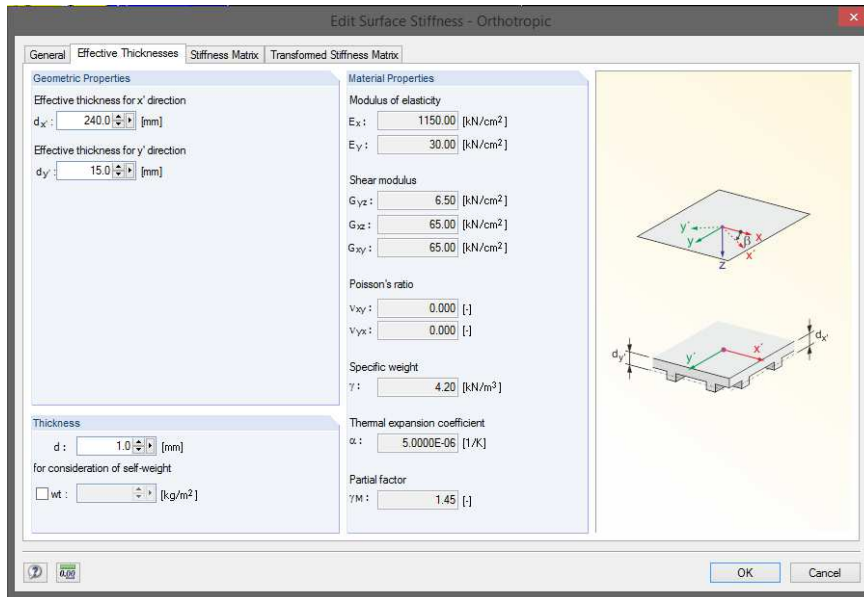 Edit Surface Stiffness - Orthotropic
General Effective Thicknesses Stiffness Matrix Transformed Stiffness Matrix
Geometric Properties
Effective thickness for x' direction
dx' : 240.0 [mm]
Effective thickness for y' direction
dy' : 15.0 [mm]
Thickness
d : 1.0 [mm]
for consideration of self-weight
wt : [kg/m²]
Material Properties
Modulus of elasticity
Ex : 1150.00 [kN/cm²]
Ey : 30.00 [kN/cm²]
Shear modulus
Gyz : 6.50 [kN/cm²]
Gxz : 65.00 [kN/cm²]
Gxy : 65.00 [kN/cm²]
Poisson's ratio
νxy : 0.000 [-]
νyx : 0.000 [-]
Specific weight
γ : 4.20 [kN/m³]
Thermal expansion coefficient
α : 5.0000E-06 [1/K]
Partial factor
γM : 1.45 [-]
y' x
y β x'
z
dy' y' x' dx'
0.00
OK Cancel